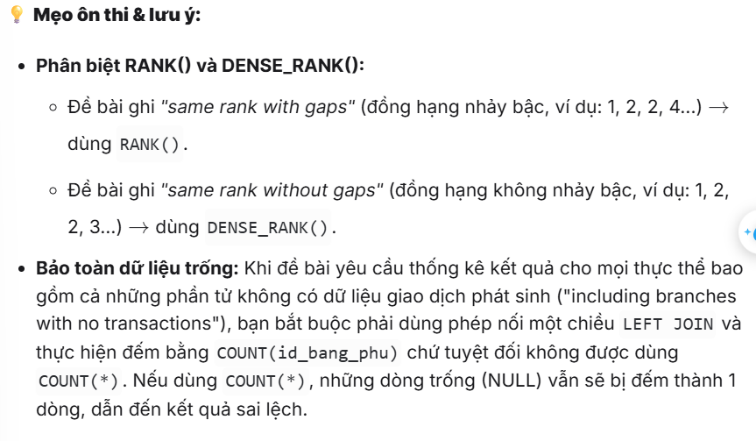 💡 Mẹo ôn thi & lưu ý:
• Phân biệt RANK() và DENSE_RANK():
◦ Đề bài ghi "same rank with gaps" (đồng hạng nhảy bậc, ví dụ: 1, 2, 2, 4...) →
dùng RANK().
◦ Đề bài ghi "same rank without gaps" (đồng hạng không nhảy bậc, ví dụ: 1, 2,
2, 3...) → dùng DENSE_RANK().
• Bảo toàn dữ liệu trống: Khi đề bài yêu cầu thống kê kết quả cho mọi thực thể bao
gồm cả những phần tử không có dữ liệu giao dịch phát sinh ("including branches
with no transactions"), bạn bắt buộc phải dùng phép nối một chiều LEFT JOIN và
thực hiện đếm bằng COUNT(id_bang_phu) chứ tuyệt đối không được dùng
COUNT(*). Nếu dùng COUNT(*), những dòng trống (NULL) vẫn sẽ bị đếm thành 1
dòng, dẫn đến kết quả sai lệch.